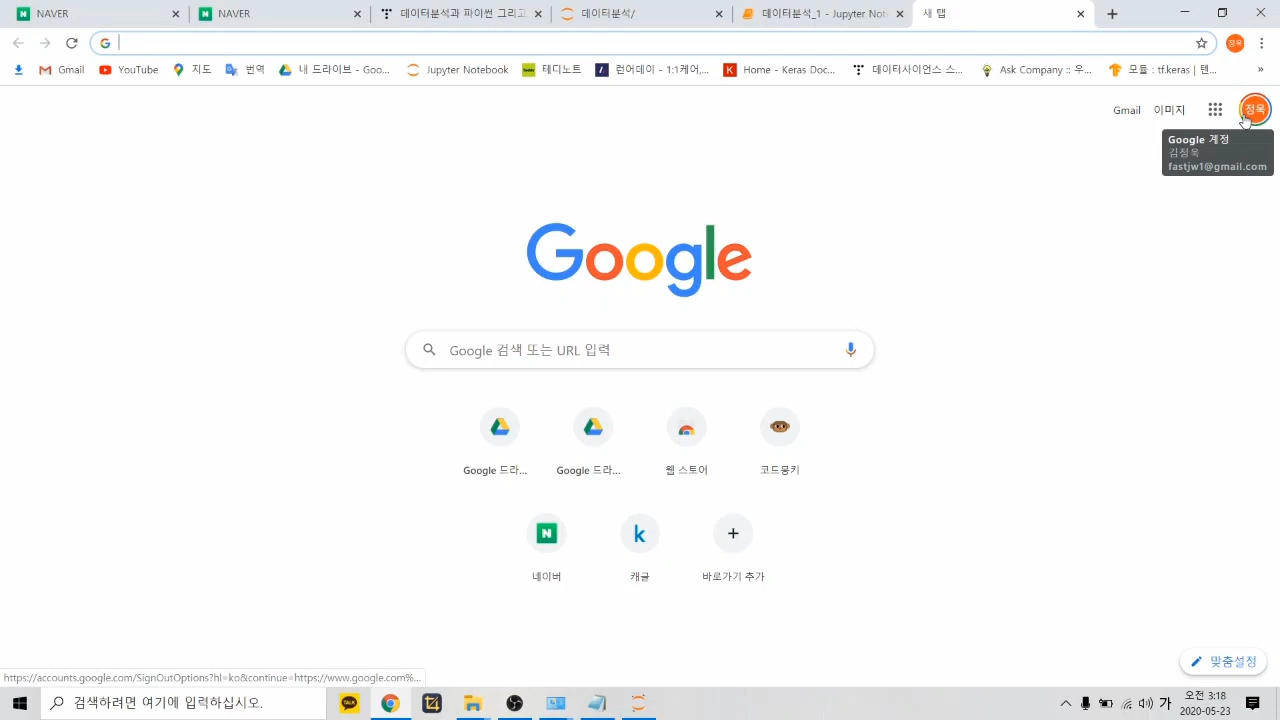 NAVER
NAVER
데이터분석과 파이썬 그리고
데이터분석/
데이터분석_1 - Jupyter Not
새 탭
Gmail
YouTube
지도
번역
내 드라이브 - Goo...
Jupyter Notebook
테디노트
런어데이 - 1:1케어,...
Home - Keras Doc...
데이터사이언스 스...
Ask Company :: 우...
모듈 : tf.keras | 텐...
»
Gmail 이미지
정욱
정욱
Google 계정
김정욱
fastjw1@gmail.com
Google
Google 검색 또는 URL 입력
Google 드라...
Google 드라...
웹 스토어
코드몽키
네이버
캐글
바로가기 추가
맞춤설정
https://accounts.google.com/SignOutOptions?hl=ko&continue=https://www.google.com%...
검색하려면 여기에 입력하십시오.
TALK
가
오전 3:18
2020-05-23